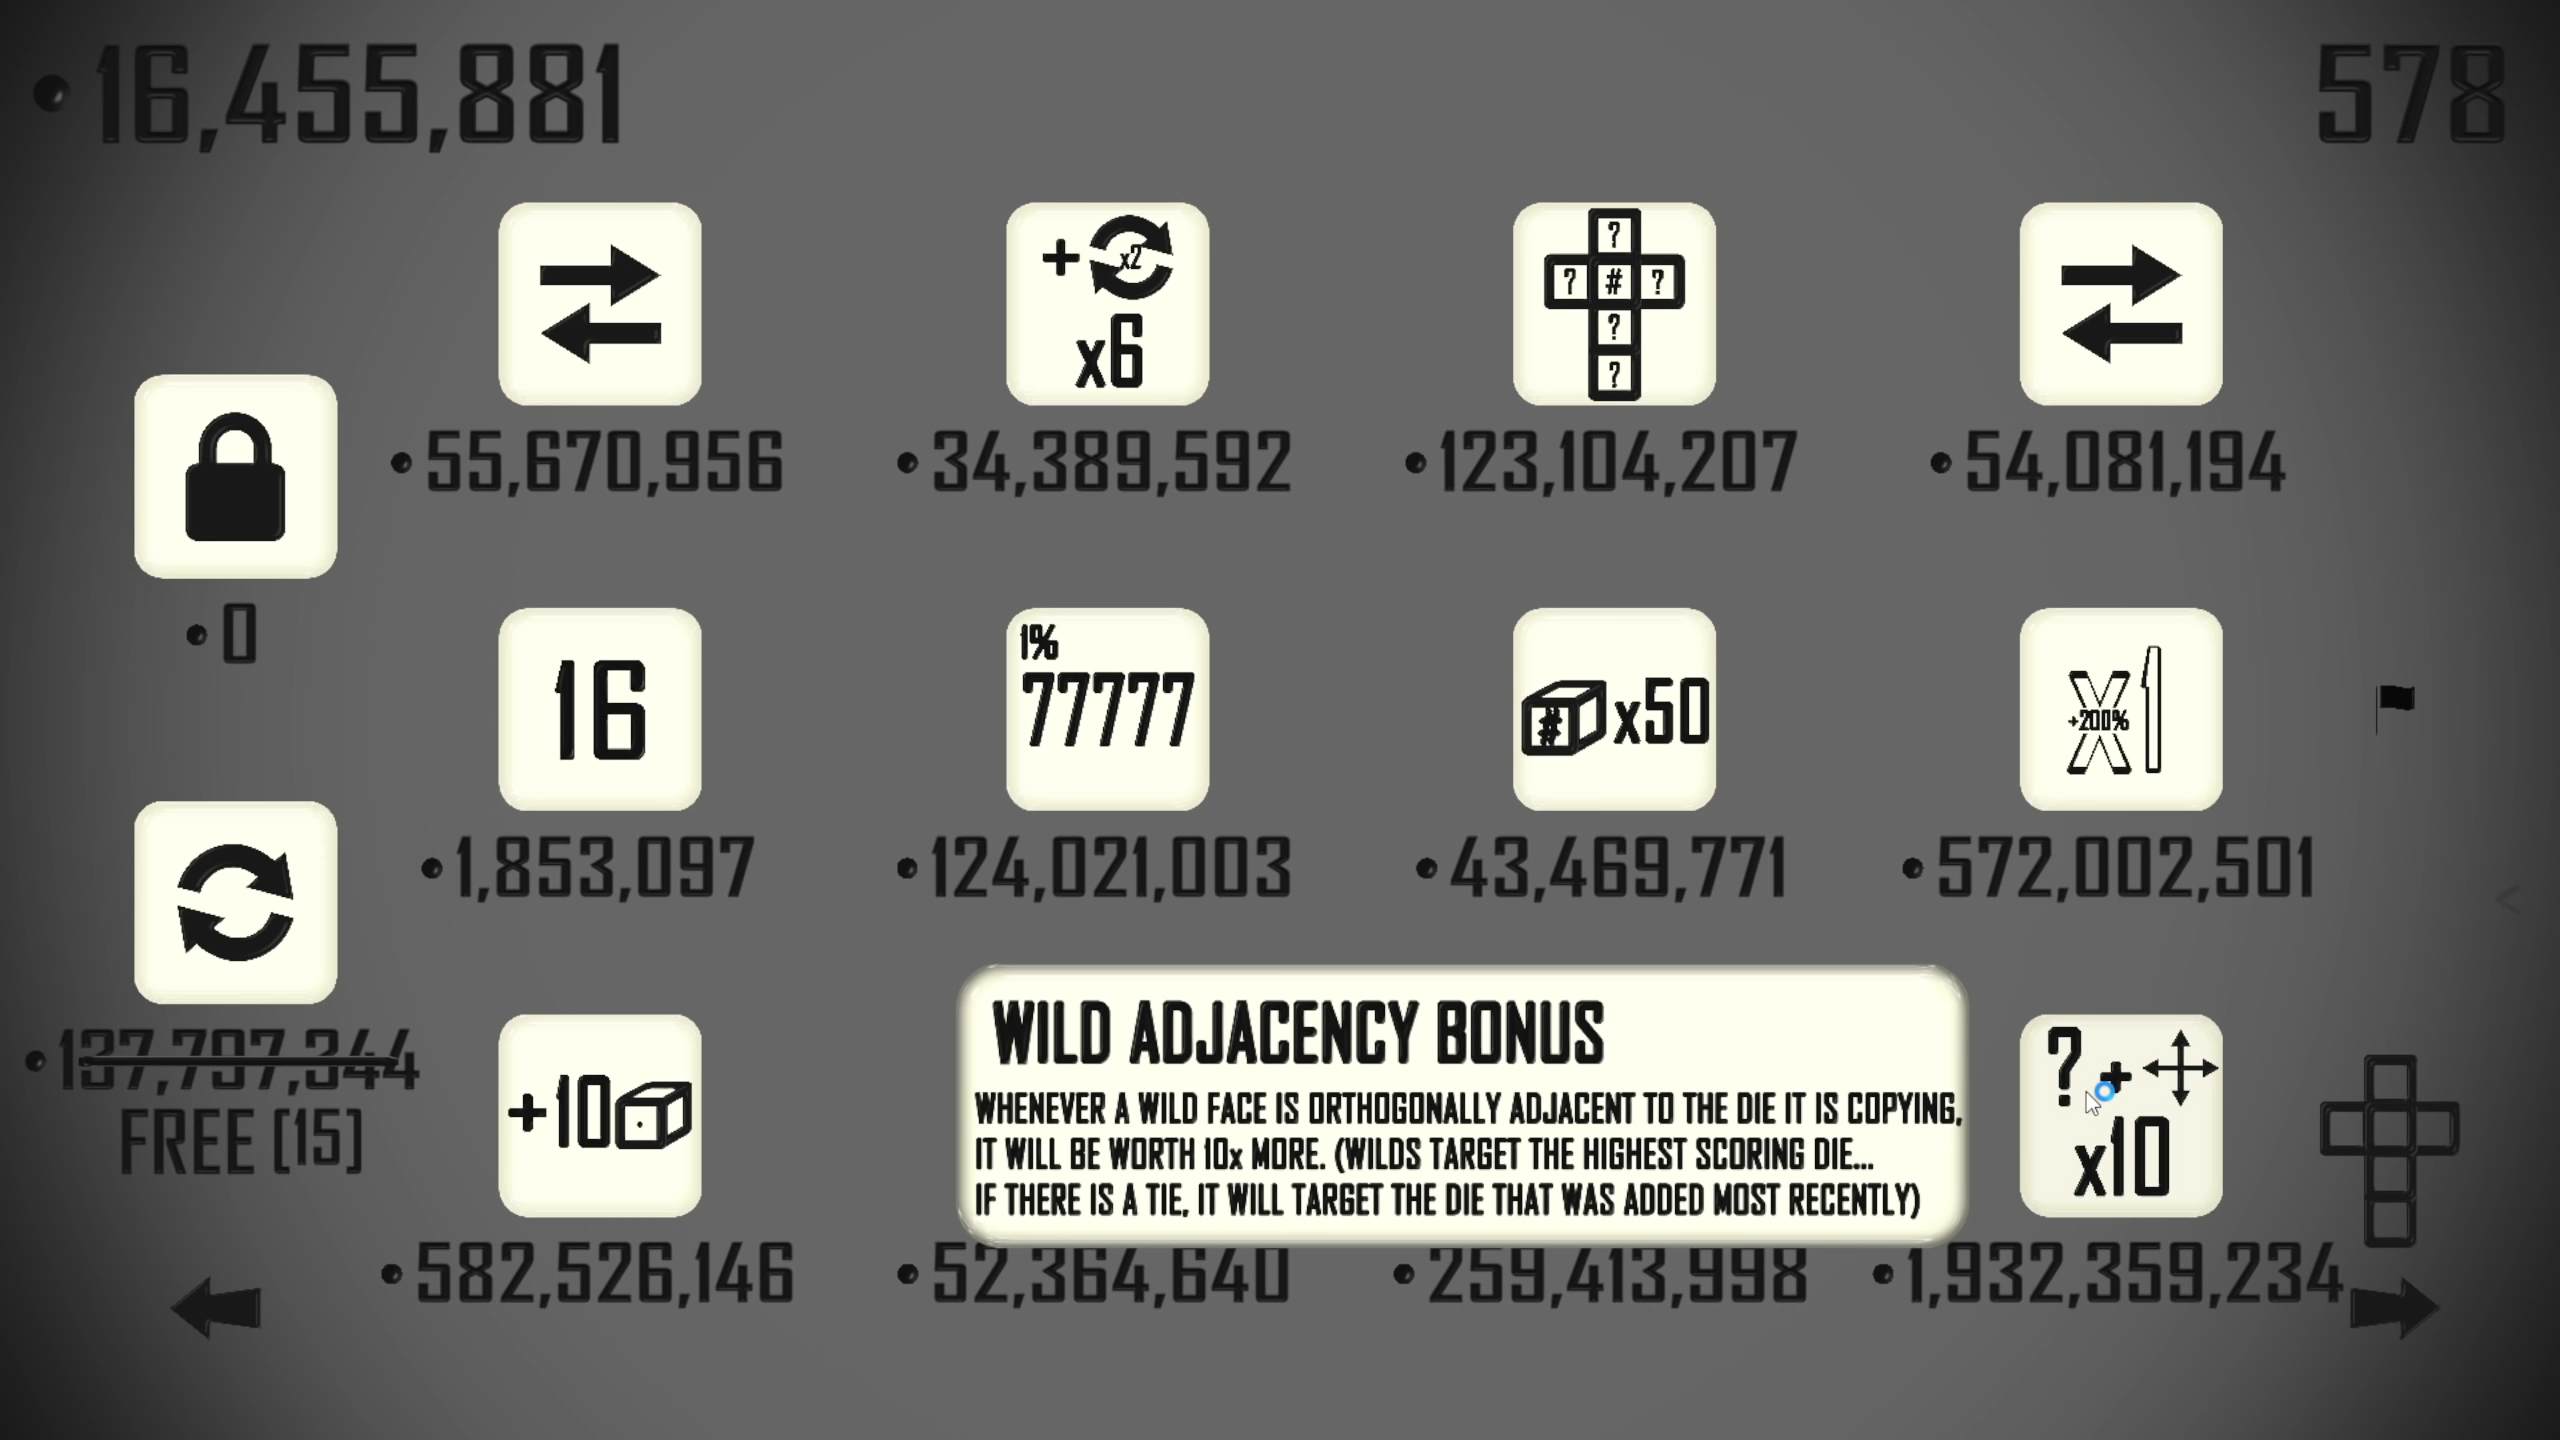 16,455,881
578
+ x2
x6
?
? # ?
?
?
55,670,956
34,389,592
123,104,207
54,081,194
0
16
1%
77777
# x50
X1
+200%
1,853,097
124,021,003
43,469,771
572,002,501
<
137,797,344
FREE [15]
+10
WILD ADJACENCY BONUS
WHENEVER A WILD FACE IS ORTHOGONALLY ADJACENT TO THE DIE IT IS COPYING,
IT WILL BE WORTH 10x MORE. (WILDS TARGET THE HIGHEST SCORING DIE...
IF THERE IS A TIE, IT WILL TARGET THE DIE THAT WAS ADDED MOST RECENTLY)
? +
x10
582,526,146
52,364,640
259,413,998
1,932,359,234